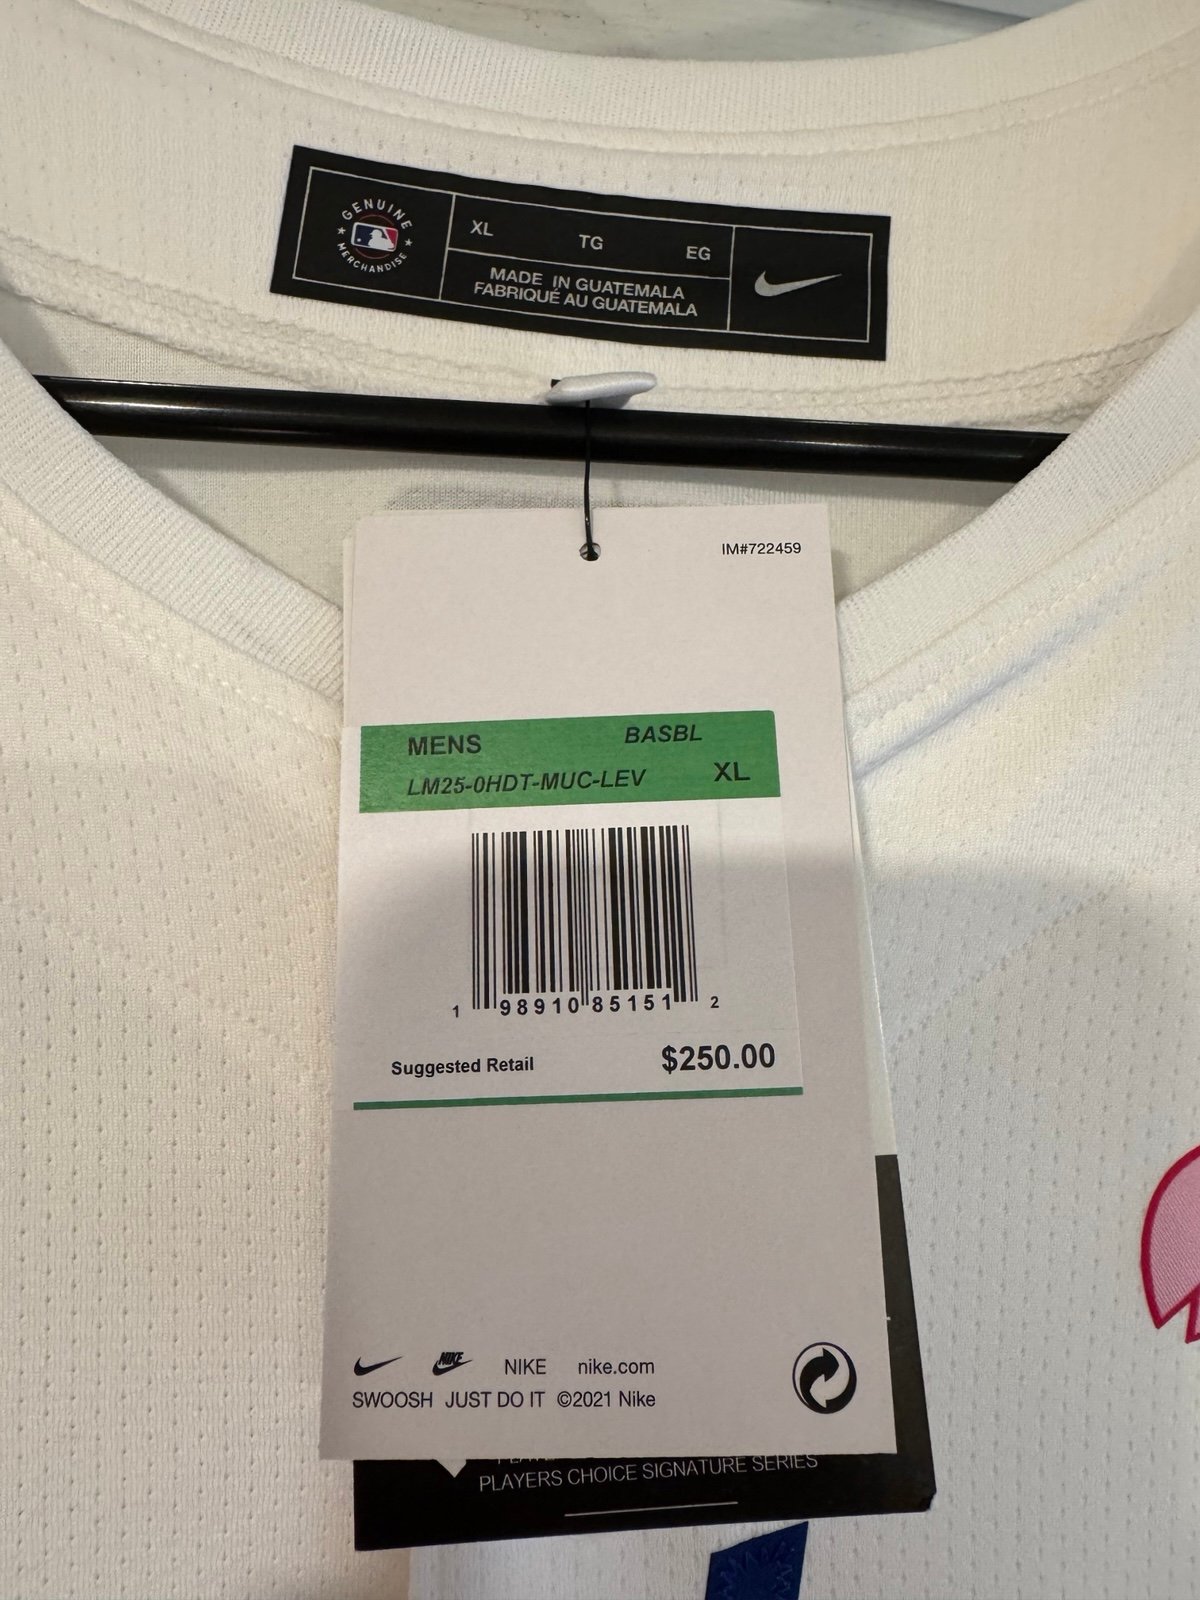 GENUINE
MERCHANDISE
XL TG EG
MADE IN GUATEMALA
FABRIQUÉ AU GUATEMALA
IM#722459
MENS BASBL
LM25-0HDT-MUC-LEV XL
1 98910 85151 2
Suggested Retail $250.00
NIKE NIKE nike.com
SWOOSH JUST DO IT ©2021 Nike
PLAYERS CHOICE SIGNATURE SERIES